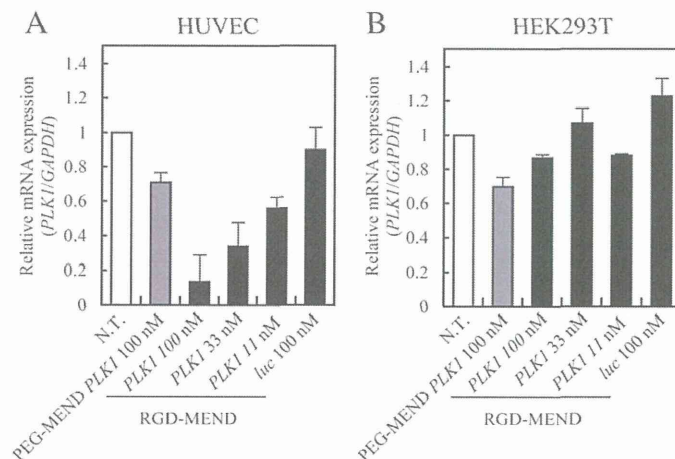 A
HUVEC
Relative mRNA expression
(PLK1/GAPDH)
1.4
1.2
1
0.8
0.6
0.4
0.2
0
N.T.
PEG-MEND PLK1 100 nM
PLK1 100 nM
PLK1 33 nM
PLK1 11 nM
luc 100 nM
RGD-MEND
B
HEK293T
Relative mRNA expression
(PLK1/GAPDH)
1.4
1.2
1
0.8
0.6
0.4
0.2
0
N.T.
PEG-MEND PLK1 100 nM
PLK1 100 nM
PLK1 33 nM
PLK1 11 nM
luc 100 nM
RGD-MEND